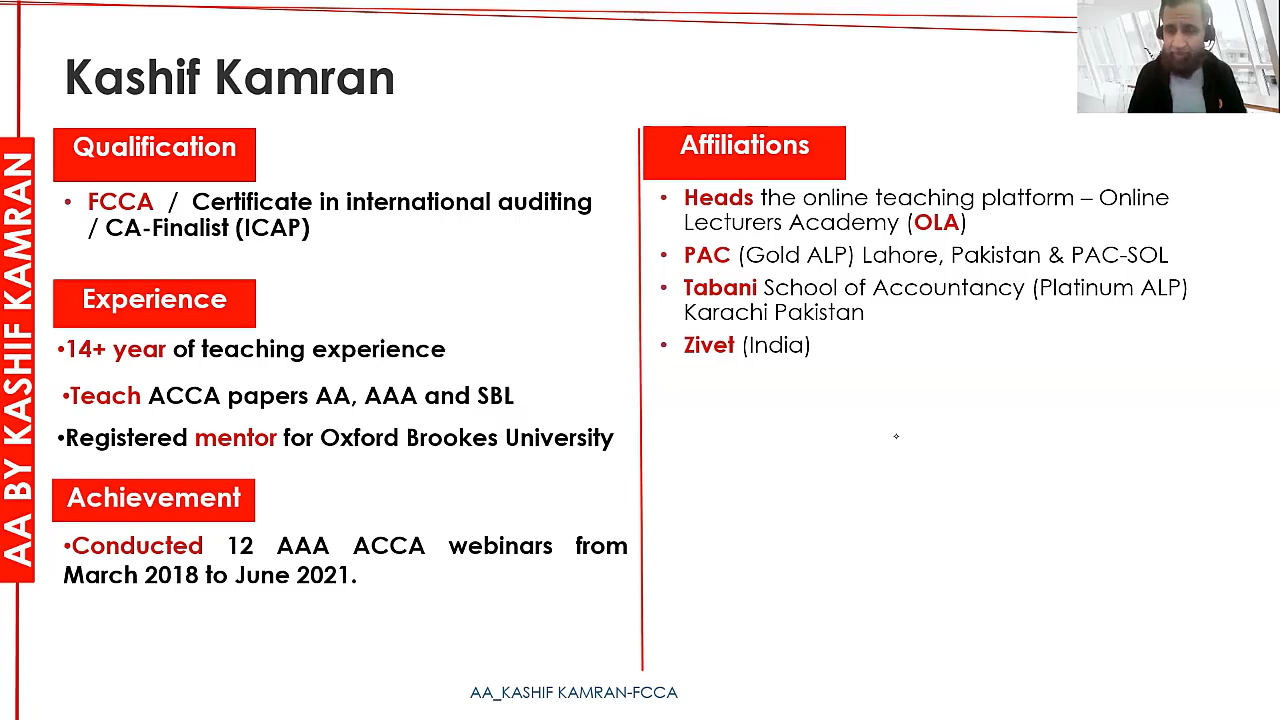 Kashif Kamran
AA BY KASHIF KAMRAN
Qualification
• FCCA / Certificate in international auditing
/ CA-Finalist (ICAP)
Experience
•14+ year of teaching experience
•Teach ACCA papers AA, AAA and SBL
•Registered mentor for Oxford Brookes University
Achievement
•Conducted 12 AAA ACCA webinars from
March 2018 to June 2021.
Affiliations
• Heads the online teaching platform – Online
Lecturers Academy (OLA)
• PAC (Gold ALP) Lahore, Pakistan & PAC-SOL
• Tabani School of Accountancy (Platinum ALP)
Karachi Pakistan
• Zivet (India)
AA_KASHIF KAMRAN-FCCA